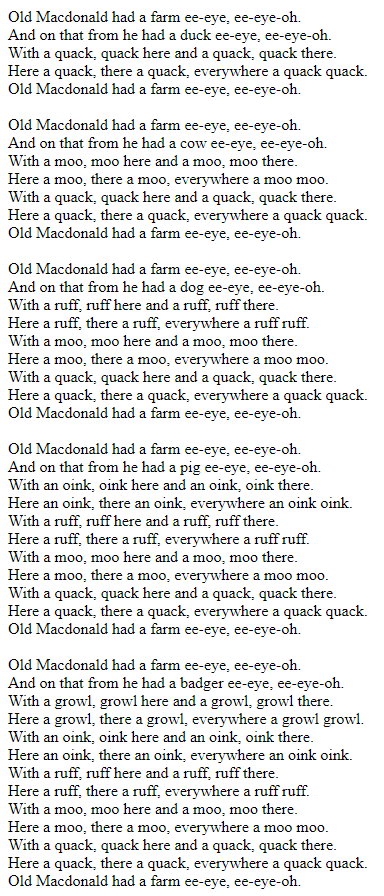 Old Macdonald had a farm ee-eye, ee-eye-oh.
And on that from he had a duck ee-eye, ee-eye-oh.
With a quack, quack here and a quack, quack there.
Here a quack, there a quack, everywhere a quack quack.
Old Macdonald had a farm ee-eye, ee-eye-oh.

Old Macdonald had a farm ee-eye, ee-eye-oh.
And on that from he had a cow ee-eye, ee-eye-oh.
With a moo, moo here and a moo, moo there.
Here a moo, there a moo, everywhere a moo moo.
With a quack, quack here and a quack, quack there.
Here a quack, there a quack, everywhere a quack quack.
Old Macdonald had a farm ee-eye, ee-eye-oh.

Old Macdonald had a farm ee-eye, ee-eye-oh.
And on that from he had a dog ee-eye, ee-eye-oh.
With a ruff, ruff here and a ruff, ruff there.
Here a ruff, there a ruff, everywhere a ruff ruff.
With a moo, moo here and a moo, moo there.
Here a moo, there a moo, everywhere a moo moo.
With a quack, quack here and a quack, quack there.
Here a quack, there a quack, everywhere a quack quack.
Old Macdonald had a farm ee-eye, ee-eye-oh.

Old Macdonald had a farm ee-eye, ee-eye-oh.
And on that from he had a pig ee-eye, ee-eye-oh.
With an oink, oink here and an oink, oink there.
Here an oink, there an oink, everywhere an oink oink.
With a ruff, ruff here and a ruff, ruff there.
Here a ruff, there a ruff, everywhere a ruff ruff.
With a moo, moo here and a moo, moo there.
Here a moo, there a moo, everywhere a moo moo.
With a quack, quack here and a quack, quack there.
Here a quack, there a quack, everywhere a quack quack.
Old Macdonald had a farm ee-eye, ee-eye-oh.

Old Macdonald had a farm ee-eye, ee-eye-oh.
And on that from he had a badger ee-eye, ee-eye-oh.
With a growl, growl here and a growl, growl there.
Here a growl, there a growl, everywhere a growl growl.
With an oink, oink here and an oink, oink there.
Here an oink, there an oink, everywhere an oink oink.
With a ruff, ruff here and a ruff, ruff there.
Here a ruff, there a ruff, everywhere a ruff ruff.
With a moo, moo here and a moo, moo there.
Here a moo, there a moo, everywhere a moo moo.
With a quack, quack here and a quack, quack there.
Here a quack, there a quack, everywhere a quack quack.
Old Macdonald had a farm ee-eye, ee-eye-oh.